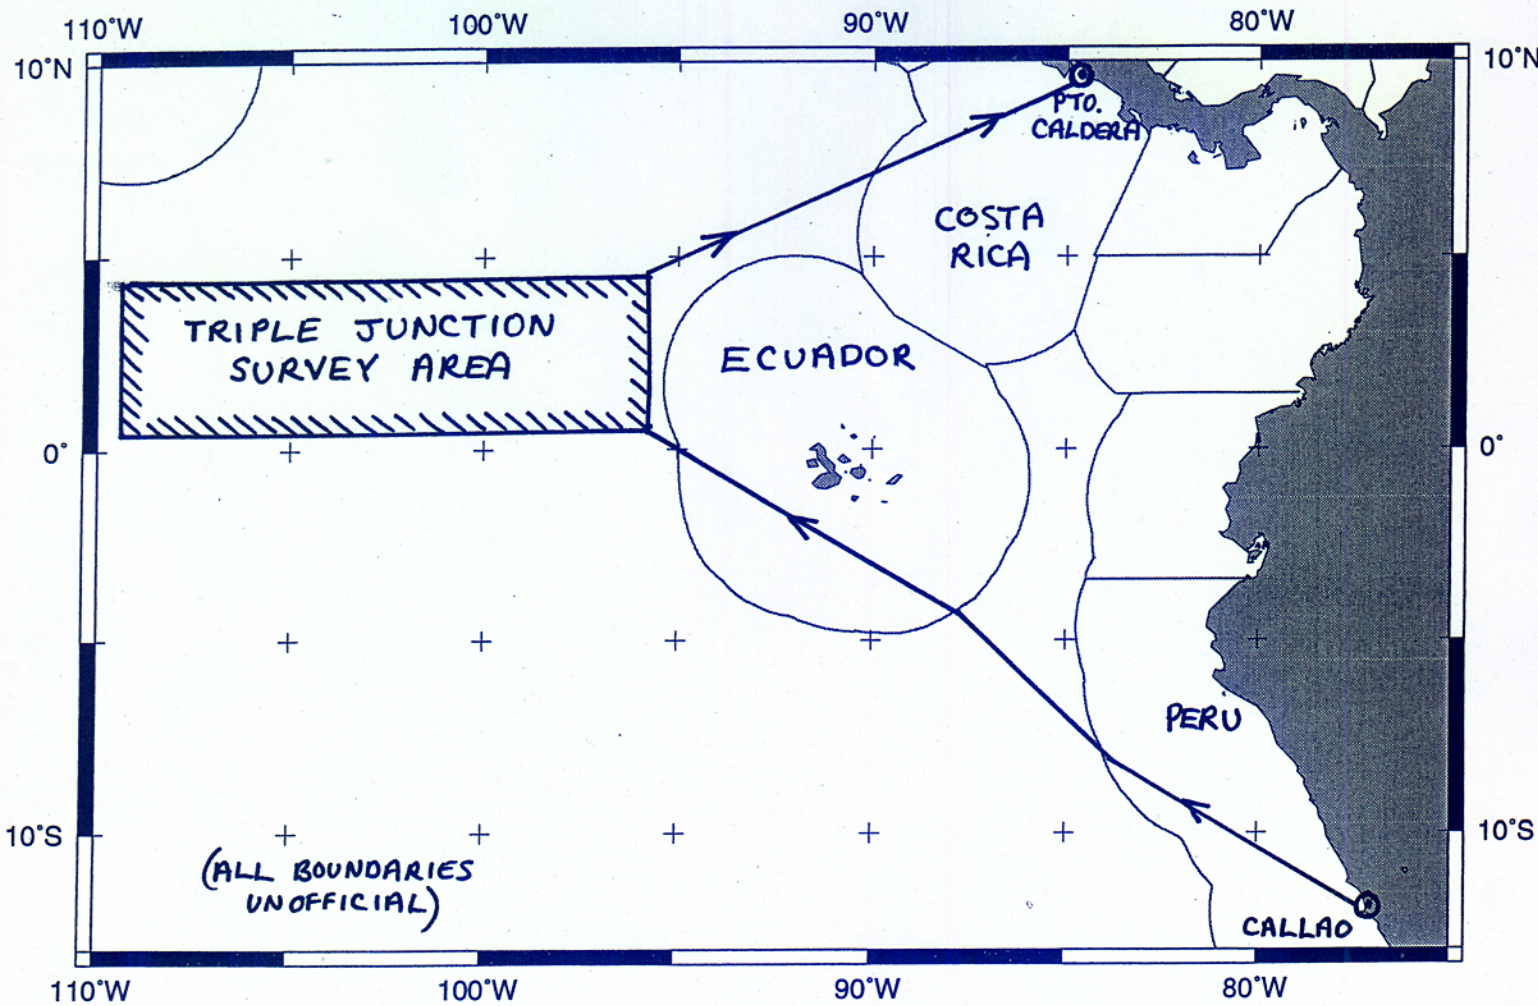 110°W 100°W 90°W 80°W
10°N 10°N
PTO.
CALDERA
COSTA
RICA
TRIPLE JUNCTION
SURVEY AREA
ECUADOR
0° 0°
PERU
10°S 10°S
(ALL BOUNDARIES
UNOFFICIAL)
CALLAO
110°W 100°W 90°W 80°W